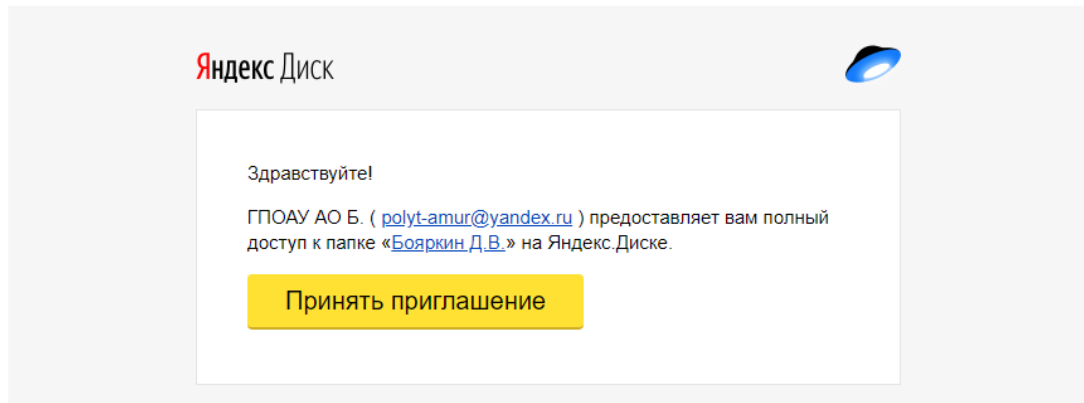 Яндекс Диск
Здравствуйте!
ГПОАУ АО Б. ( polyt-amur@yandex.ru ) предоставляет вам полный
доступ к папке «Бояркин Д.В.» на Яндекс.Диске.
Принять приглашение